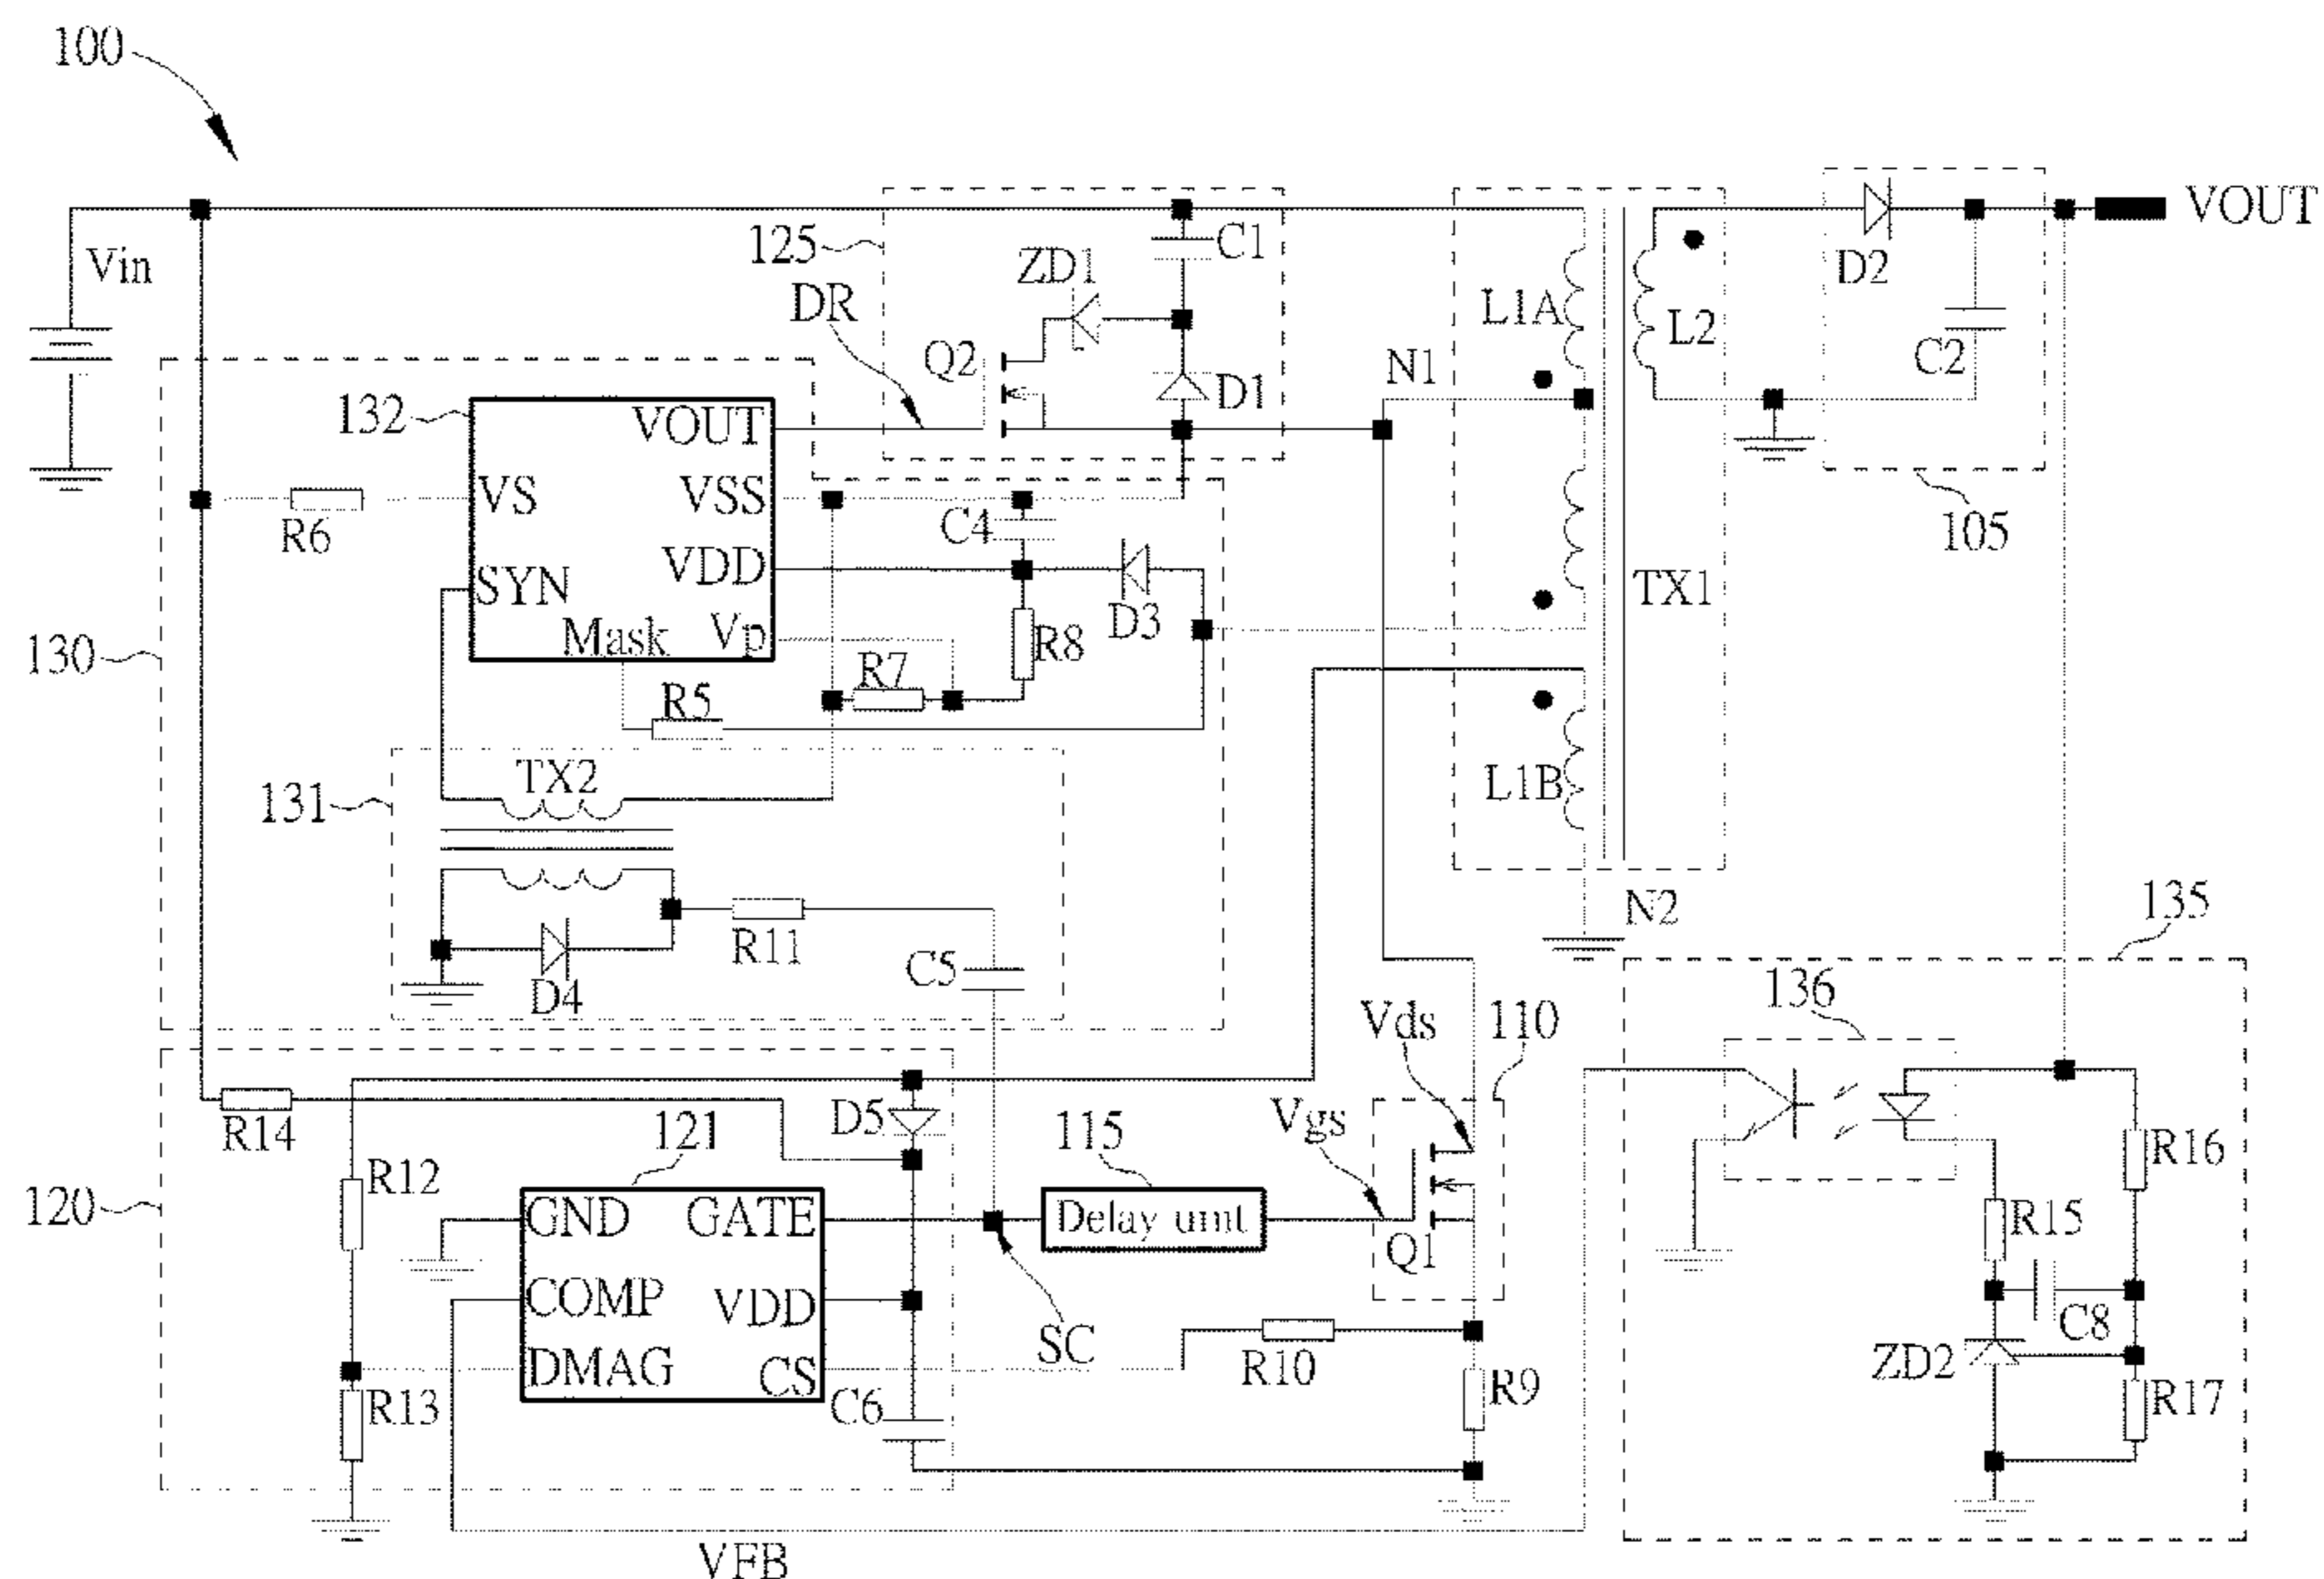 100
Vin
125
ZD1
C1
DR
Q2
D1
N1
L1A
L2
D2
C2
VOUT
105
132
VOUT
VS
VSS
VDD
SYN
Vp
Mask
R6
C4
D3
R8
R7
R5
TX1
130
L1B
N2
TX2
131
R11
D4
C5
Vds
110
135
136
R14
D5
121
115
Vgs
R12
120
GND
GATE
COMP
VDD
DMAG
CS
Delay unit
Q1
SC
R10
R9
R13
C6
R16
R15
C8
ZD2
R17
VFB